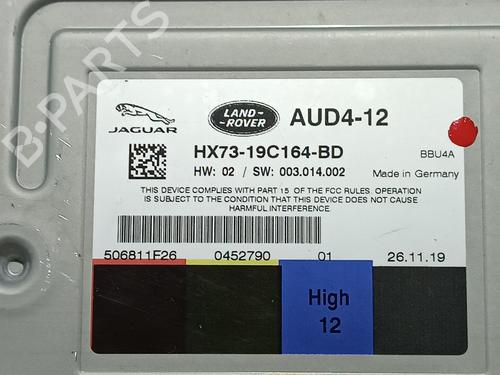 B-PARTS
JAGUAR
LAND-
ROVER
AUD4-12
HX73-19C164-BD
BBU4A
HW: 02 / SW: 003.014.002
Made in Germany
THIS DEVICE COMPLIES WITH PART 15 OF THE FCC RULES. OPERATION
IS SUBJECT TO THE CONDITION THAT THIS DEVICE DOES NOT CAUSE
HARMFUL INTERFERENCE.
506811F26 0452790 01 26.11.19
High
12